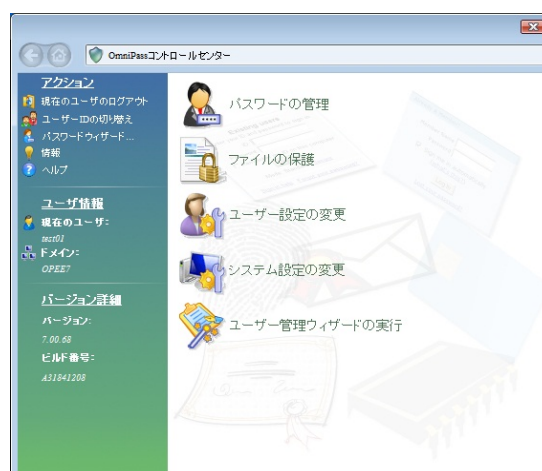 OmniPassコントロールセンター
アクション
現在のユーザのログアウト
ユーザーIDの切り替え
パスワードウィザード...
情報
ヘルプ
ユーザ情報
現在のユーザ:
test01
ドメイン:
OPEE7
バージョン詳細
バージョン:
7.00.68
ビルド番号:
A31841208
パスワードの管理
ファイルの保護
ユーザー設定の変更
システム設定の変更
ユーザー管理ウィザードの実行